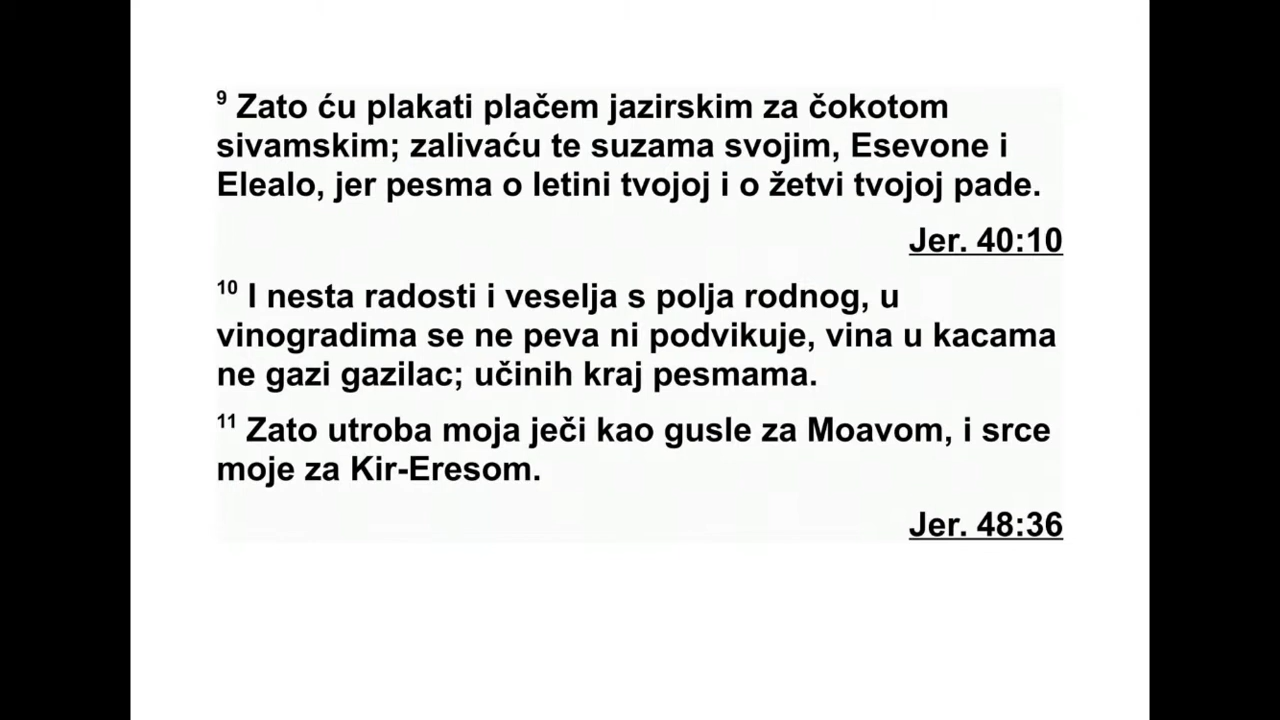 9 Zato ću plakati plačem jazirskim za čokotom
sivamskim; zalivaću te suzama svojim, Esevone i
Elealo, jer pesma o letini tvojoj i o žetvi tvojoj pade.
Jer. 40:10
10 I nesta radosti i veselja s polja rodnog, u
vinogradima se ne peva ni podvikuje, vina u kacama
ne gazi gazilac; učinih kraj pesmama.
11 Zato utroba moja ječi kao gusle za Moavom, i srce
moje za Kir-Eresom.
Jer. 48:36